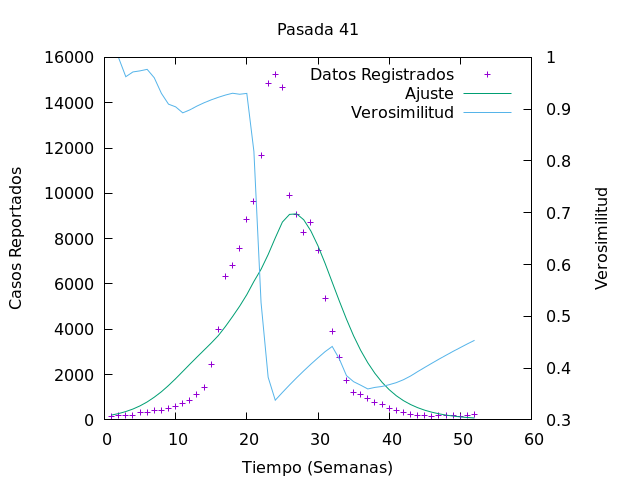 Pasada 41
16000
14000
12000
10000
8000
6000
4000
2000
0
Casos Reportados
Datos Registrados
Ajuste
Verosimilitud
1
0.9
0.8
0.7
0.6
0.5
0.4
0.3
Verosimilitud
0 10 20 30 40 50 60
Tiempo (Semanas)